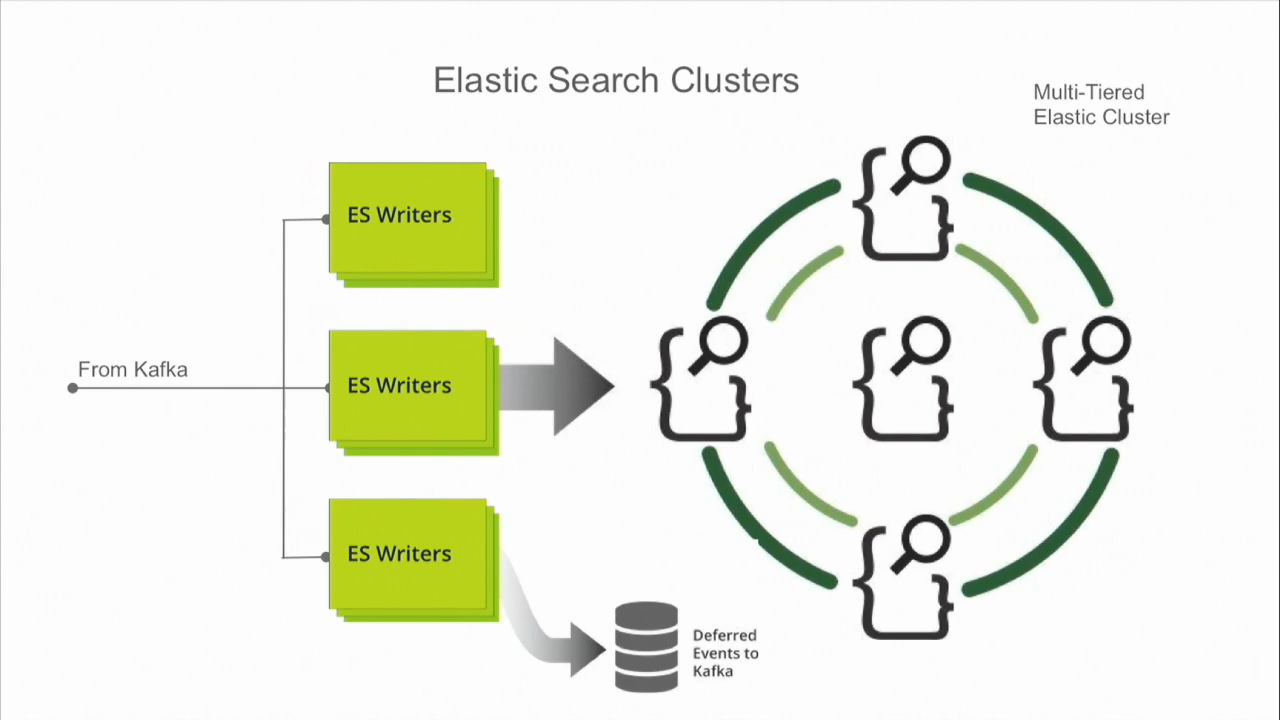 Elastic Search Clusters
Multi-Tiered
Elastic Cluster
ES Writers
From Kafka
ES Writers
ES Writers
Deferred
Events to
Kafka